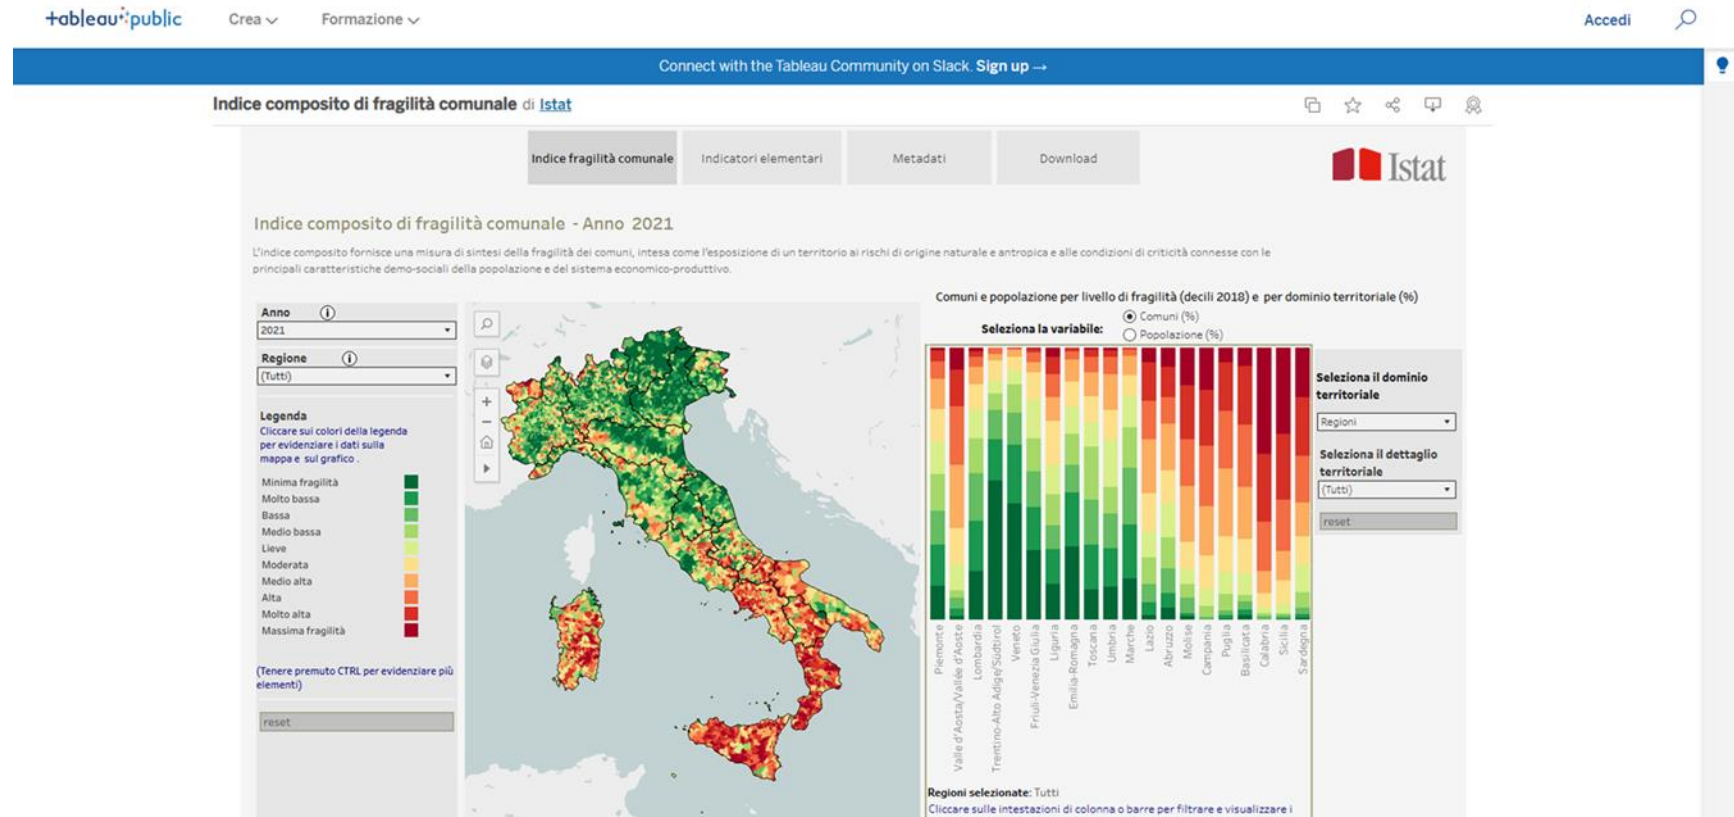 +ableau public
Crea
Formazione
Accedi
Connect with the Tableau Community on Slack. Sign up →
Indice composito di fragilità comunale di Istat
Indice fragilità comunale
Indicatori elementari
Metadati
Download
Istat
Indice composito di fragilità comunale - Anno 2021
L'indice composito fornisce una misura di sintesi della fragilità dei comuni, intesa come l'esposizione di un territorio ai rischi di origine naturale e antropica e alle condizioni di criticità connesse con le
principali caratteristiche demo-sociali della popolazione e del sistema economico-produttivo.
Anno
2021
Regione
(Tutti)
Legenda
Cliccare sui colori della legenda
per evidenziare i dati sulla
mappa e sul grafico .
Minima fragilità
Molto bassa
Bassa
Medio bassa
Lieve
Moderata
Medio alta
Alta
Molto alta
Massima fragilità
(Tenere premuto CTRL per evidenziare più
elementi)
reset
Comuni e popolazione per livello di fragilità (decili 2018) e per dominio territoriale (%)
Seleziona la variabile:
Comuni (%)
Popolazione (%)
Piemonte
Valle d'Aosta/Vallée d'Aoste
Lombardia
Trentino-Alto Adige/Südtirol
Veneto
Friuli-Venezia Giulia
Liguria
Emilia-Romagna
Toscana
Umbria
Marche
Lazio
Abruzzo
Molise
Campania
Puglia
Basilicata
Calabria
Sicilia
Sardegna
Regioni selezionate: Tutti
Cliccare sulle intestazioni di colonna o barre per filtrare e visualizzare i
Seleziona il dominio
territoriale
Regioni
Seleziona il dettaglio
territoriale
(Tutti)
reset